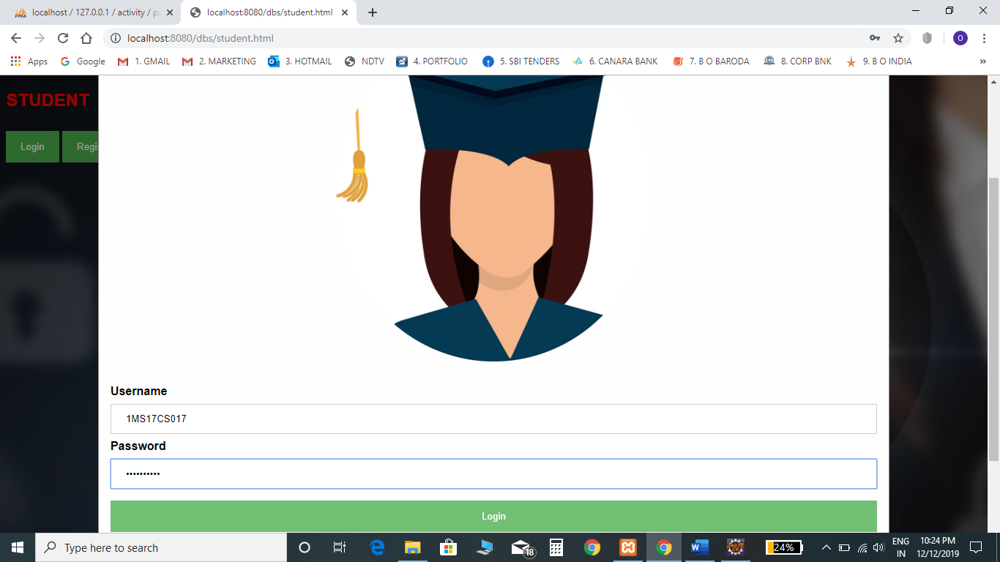 localhost / 127.0.0.1 / activity / p
localhost:8080/dbs/student.html
localhost:8080/dbs/student.html
O
Apps
Google
1. GMAIL
2. MARKETING
3. HOTMAIL
NDTV
4. PORTFOLIO
5. SBI TENDERS
6. CANARA BANK
7. B O BARODA
8. CORP BNK
9. B O INDIA
»
STUDENT
Login
Regis
Username
1MS17CS017
Password
••••••••••
Login
Type here to search
18
24%
ENG
IN
10:24 PM
12/12/2019